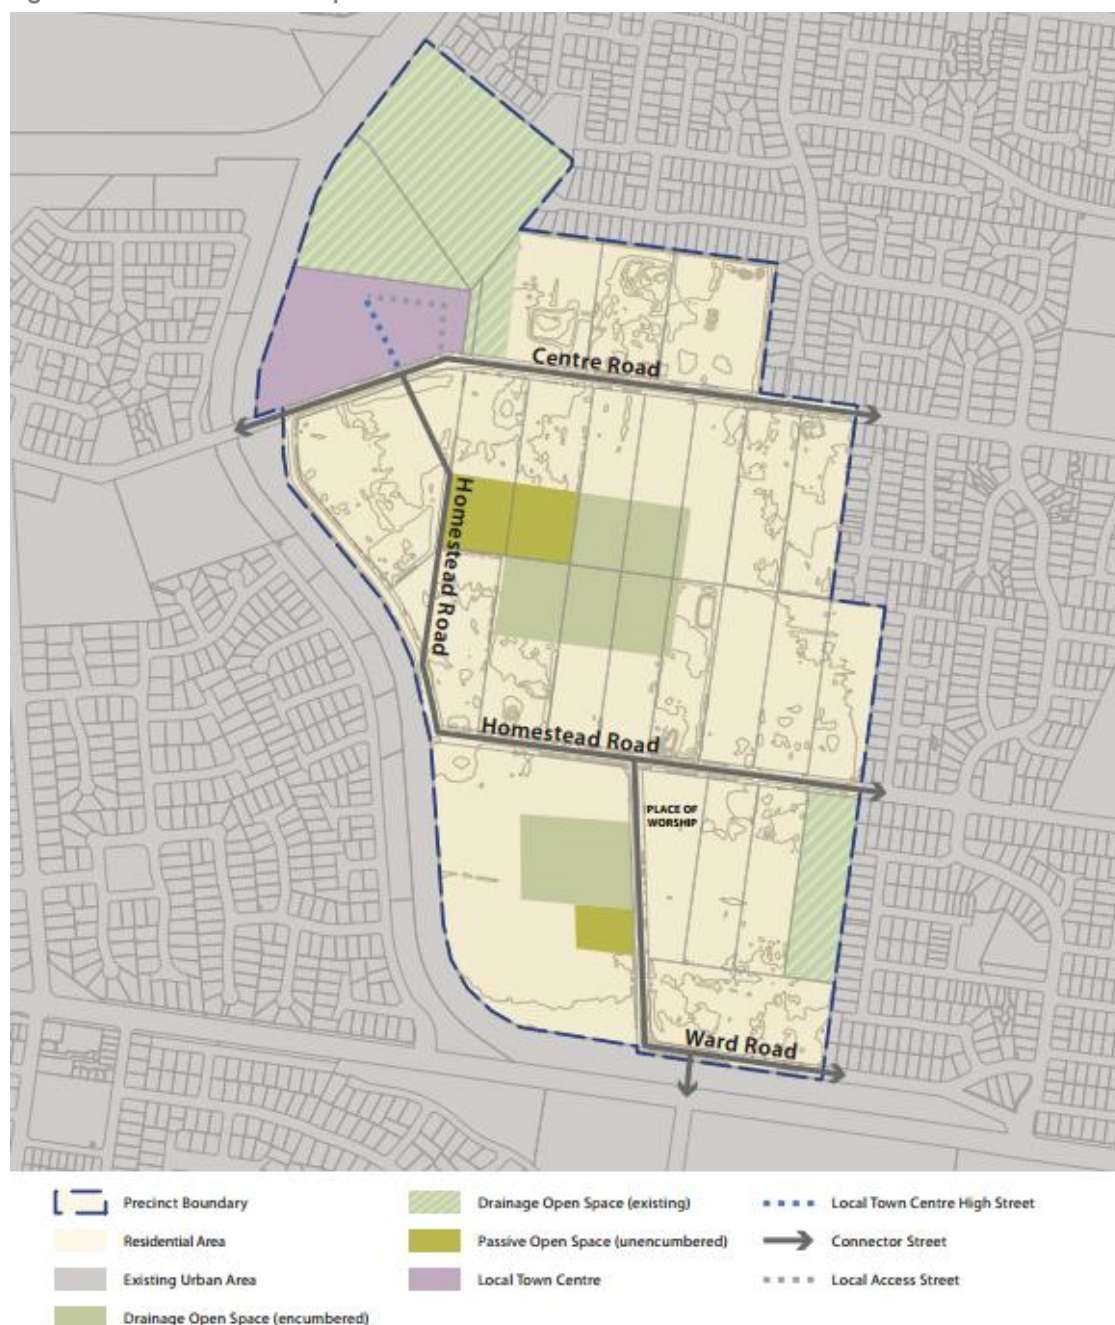 Centre Road
Homestead Road
Homestead Road
PLACE OF
WORSHIP
Ward Road
Precinct Boundary
Residential Area
Existing Urban Area
Drainage Open Space (encumbered)
Drainage Open Space (existing)
Passive Open Space (unencumbered)
Local Town Centre
Local Town Centre High Street
Connector Street
Local Access Street